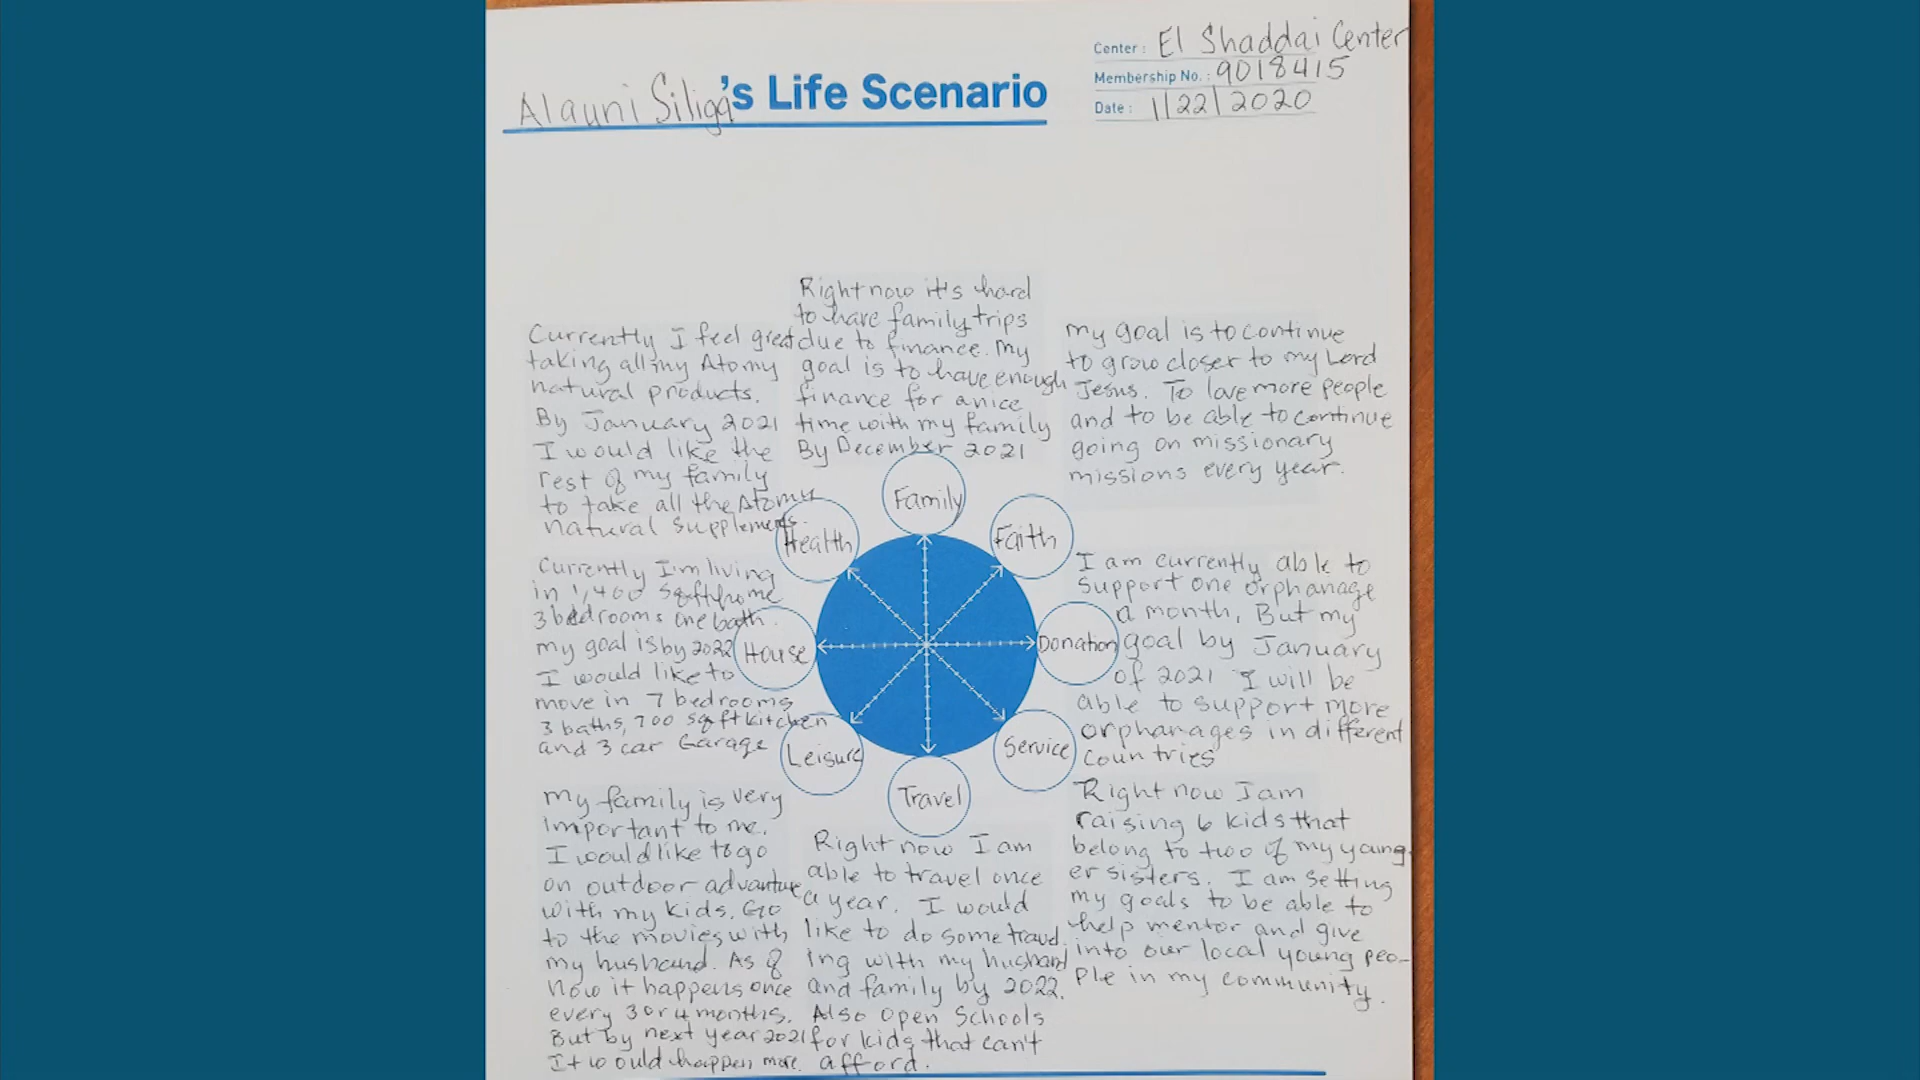 Alauni Siliga's Life Scenario
Center : El Shaddai Center
Membership No. : 9018415
Date : 1/22/2020
Right now it's hard
to have family trips
due to finance. My
goal is to have enough
finance for a nice
time with my family
By December 2021
Currently I feel great
taking all my Atomy
natural products.
By January 2021
I would like the
rest of my family
to take all the Atomy
natural supplements.
my goal is to continue
to grow closer to my Lord
Jesus. To love more people
and to be able to continue
going on missionary
missions every year.
Family
Health
Faith
House
Donation
Leisure
Service
Travel
Currently I'm living
in 1,400 sqft home
3 bedrooms one bath.
my goal is by 2022
I would like to
move in 7 bedrooms
3 baths, 700 sqft kitchen
and 3 car Garage
I am currently able to
support one orphanage
a month, But my
goal by January
of 2021 I will be
able to support more
orphanages in different
countries
My family is very
important to me.
I would like to go
on outdoor advanture
with my kids. Go
to the movies with
my husband. As of
Now it happens once
every 3 or 4 months.
But by next year 2021
It would happen more.
Right now I am
able to travel once
a year. I would
like to do some travel
ing with my husband
and family by 2022.
Also open Schools
for kids that can't
afford.
Right now I am
raising 6 kids that
belong to two of my young
er sisters. I am setting
my goals to be able to
help mentor and give
into our local young peo-
ple in my community.